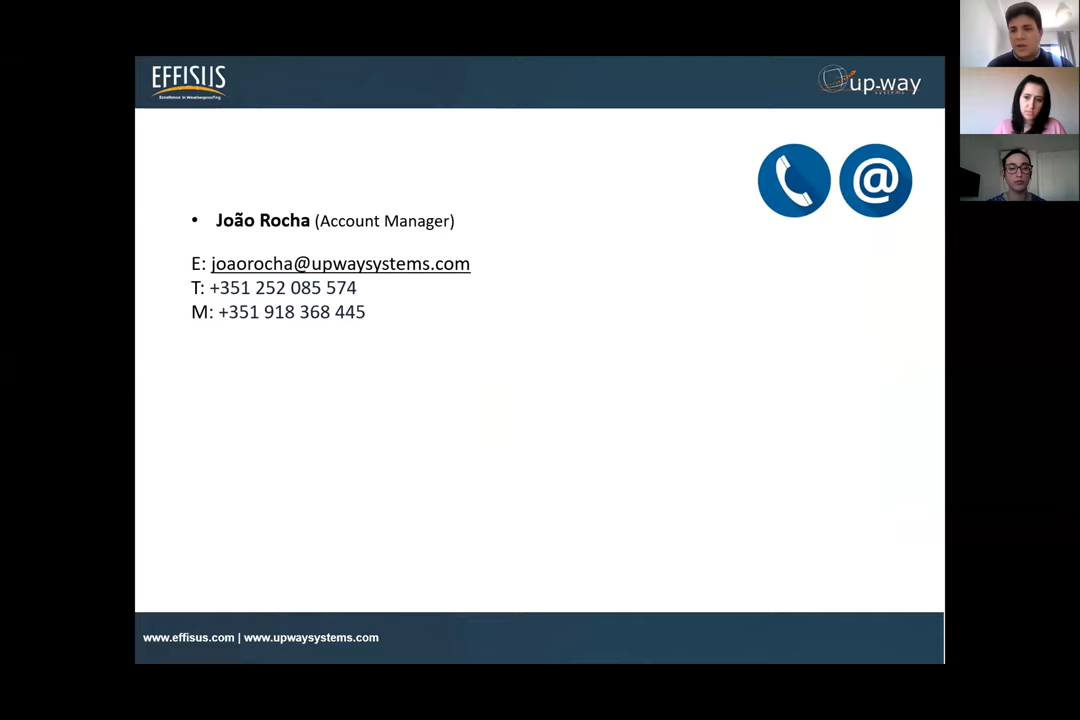 EFFISUS
Excellence in Weatherproofing
up-way
systems
@
• João Rocha (Account Manager)
E: joaorocha@upwaysystems.com
T: +351 252 085 574
M: +351 918 368 445
www.effisus.com | www.upwaysystems.com